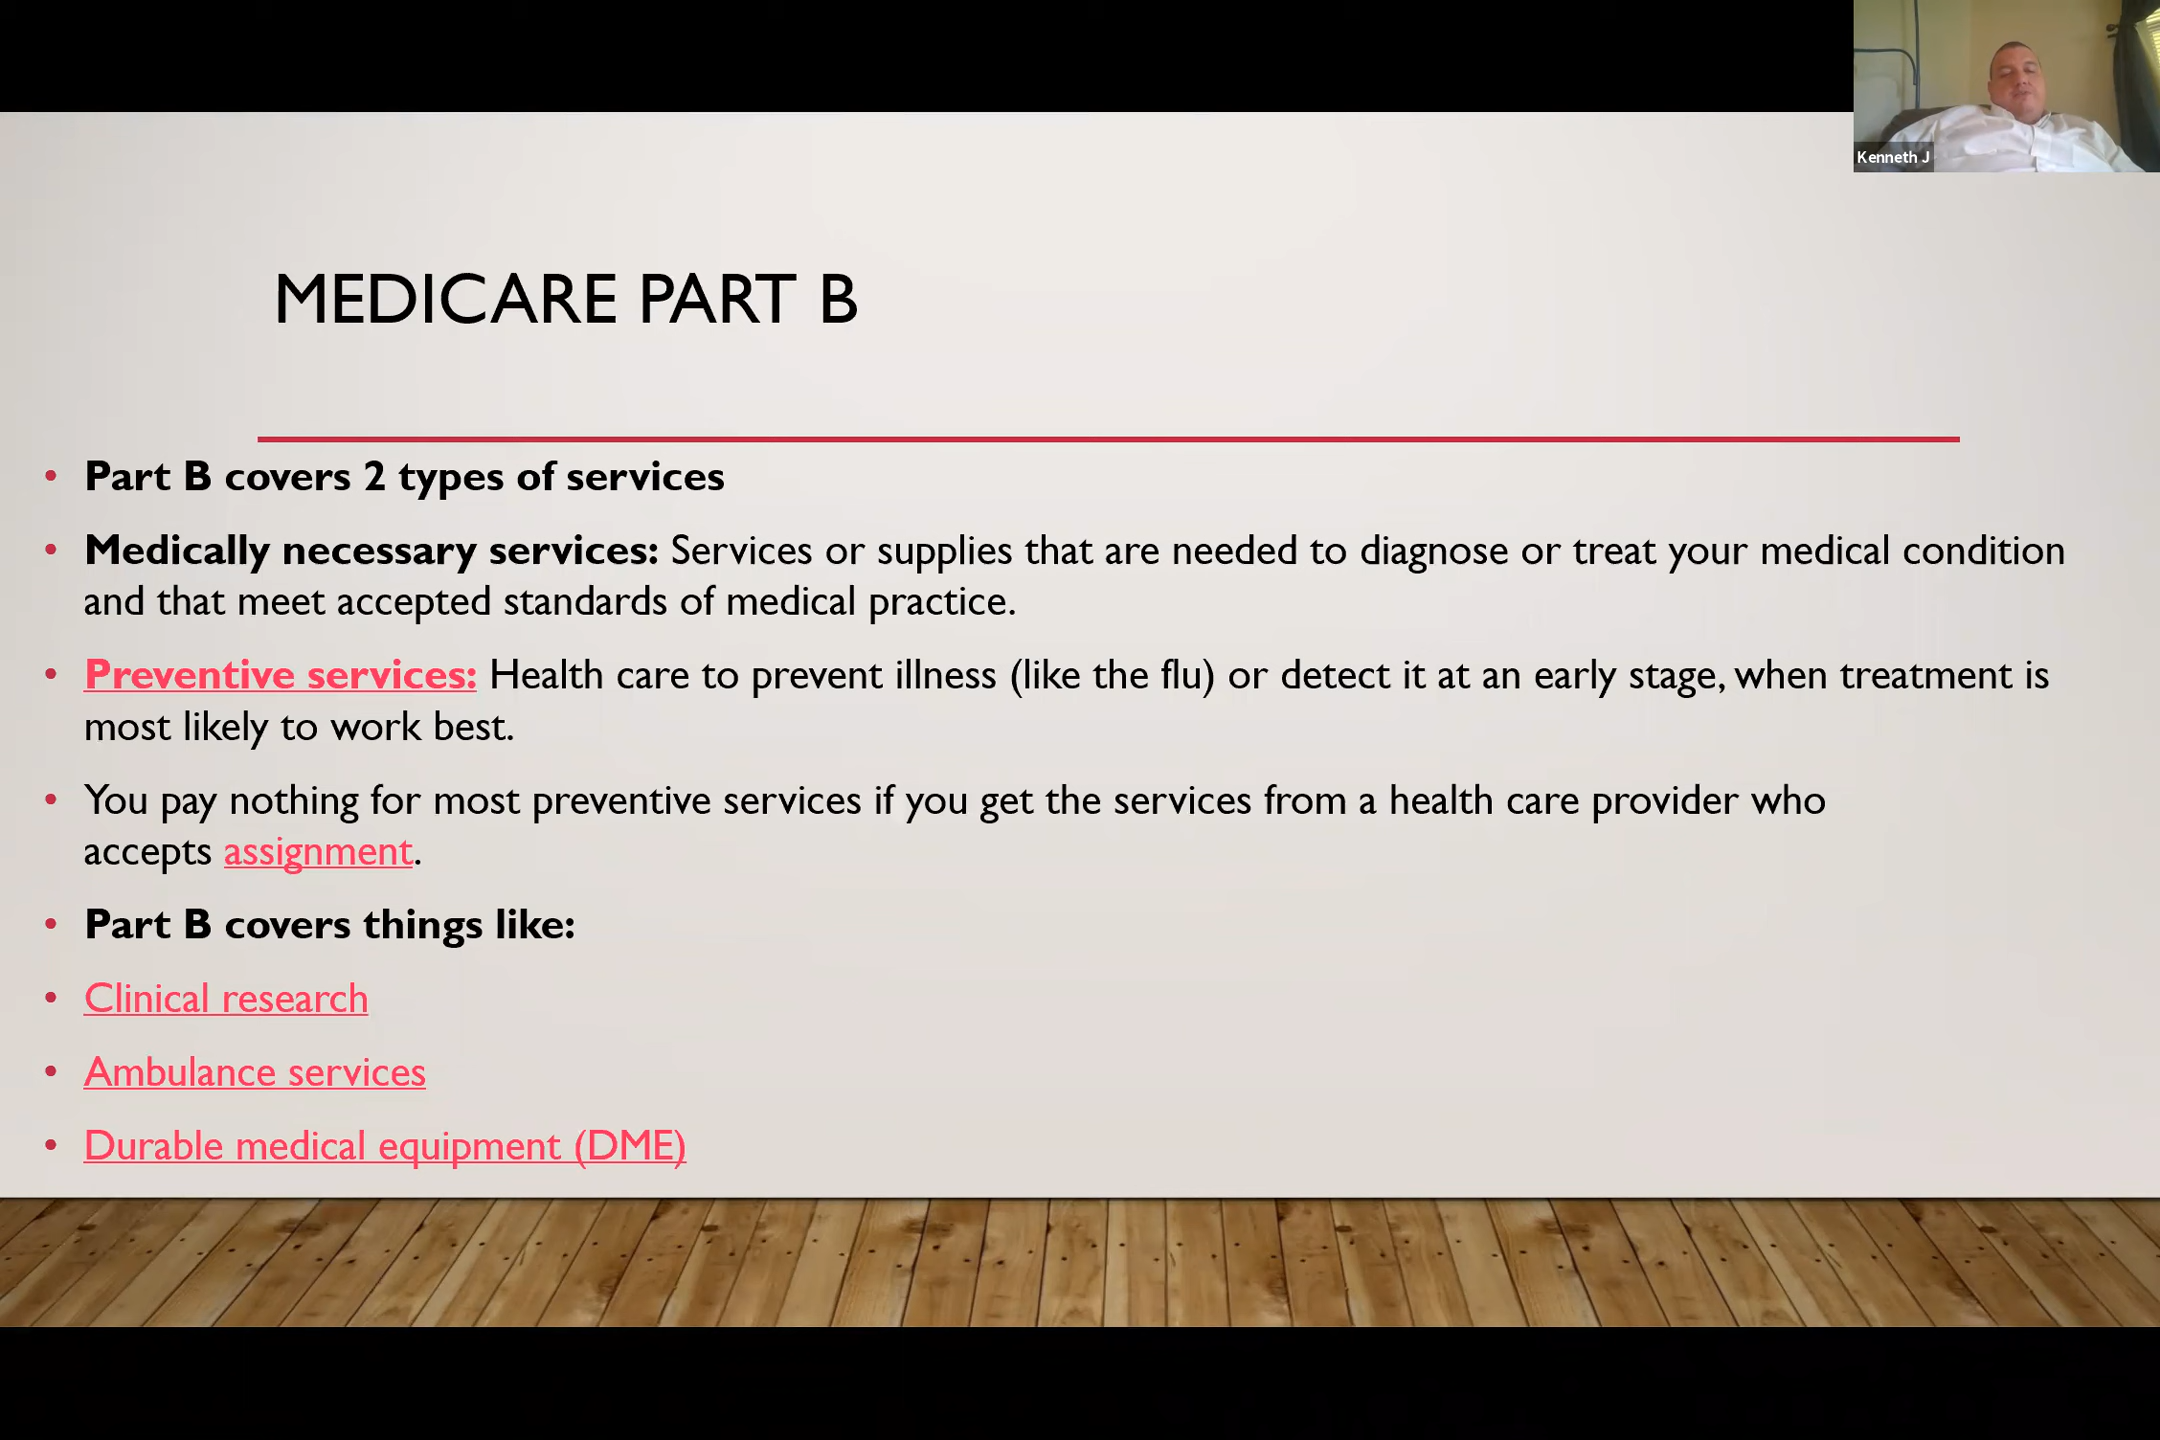 Kenneth J
MEDICARE PART B
• Part B covers 2 types of services
• Medically necessary services: Services or supplies that are needed to diagnose or treat your medical condition
and that meet accepted standards of medical practice.
• Preventive services: Health care to prevent illness (like the flu) or detect it at an early stage, when treatment is
most likely to work best.
• You pay nothing for most preventive services if you get the services from a health care provider who
accepts assignment.
• Part B covers things like:
• Clinical research
• Ambulance services
• Durable medical equipment (DME)